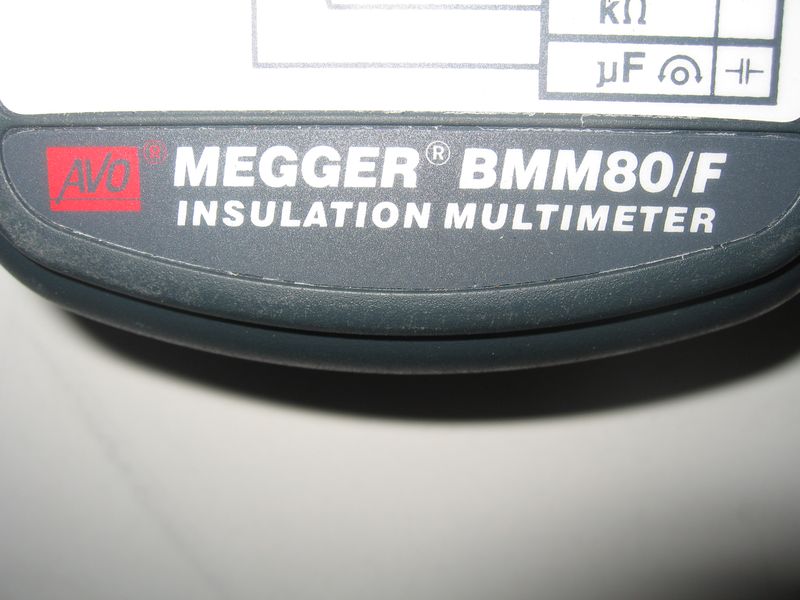 kΩ
μF
AVO® MEGGER® BMM80/F
INSULATION MULTIMETER